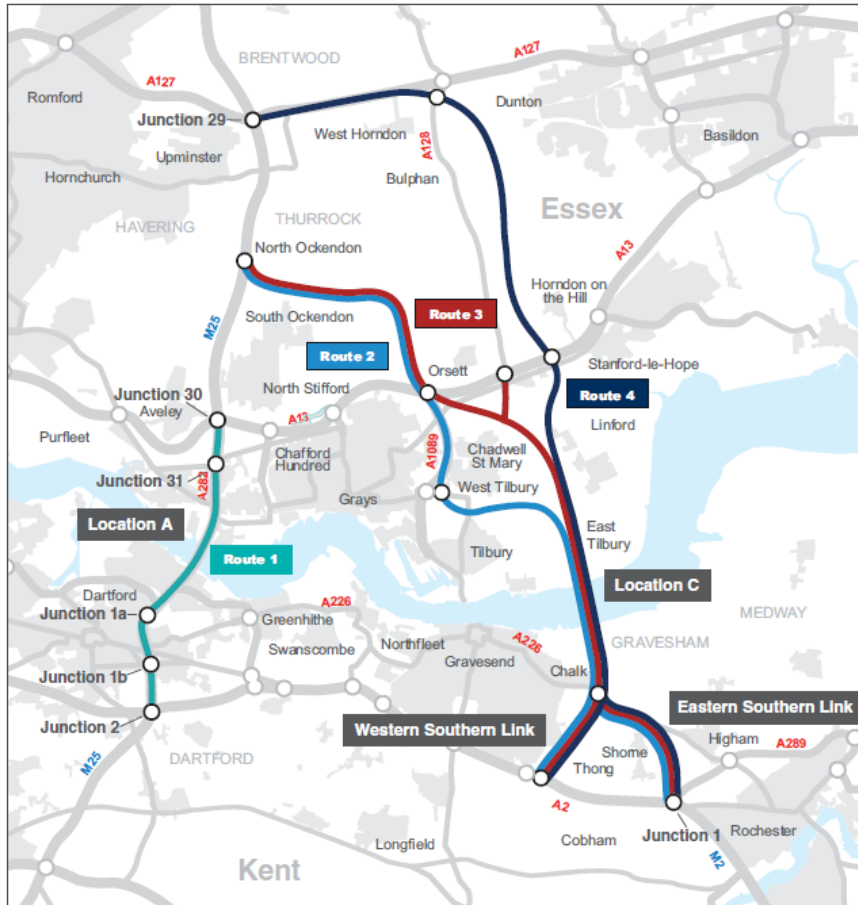 BRENTWOOD
A127
A127
Romford
Dunton
Junction 29
West Horndon
A128
Basildon
Upminster
Hornchurch
Bulphan
Essex
HAVERING
THURROCK
North Ockendon
A13
Horndon on
the Hill
M25
South Ockendon
Route 3
Route 2
Orsett
Stanford-le-Hope
Junction 30
North Stifford
Aveley
A13
Route 4
Purfleet
Linford
Chafford
Hundred
A1089
Chadwell
St Mary
Junction 31
A282
Grays
West Tilbury
Location A
East
Tilbury
Tilbury
Route 1
Location C
Dartford
MEDWAY
Junction 1a
A226
Greenhithe
Northfleet
A226
GRAVESHAM
Swanscombe
Gravesend
Chalk
Junction 1b
Eastern Southern Link
Junction 2
Western Southern Link
Higham
A289
Shorne
DARTFORD
Thong
M25
A2
Cobham
Junction 1
Rochester
Longfield
M2
Kent